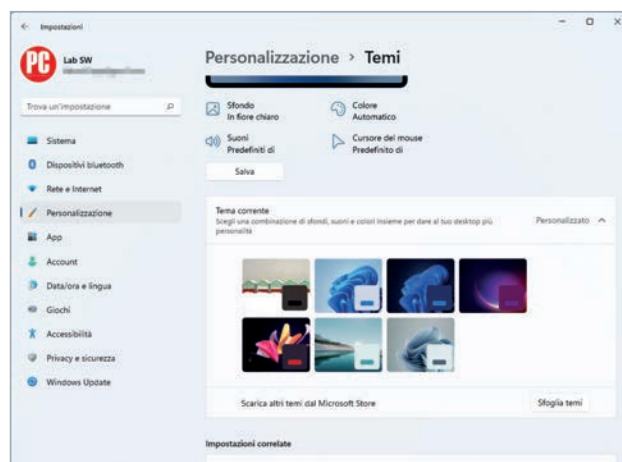 Impostazioni
PC
Lab SW
Trova un'impostazione
Sistema
Dispositivi bluetooth
Rete e Internet
Personalizzazione
App
Account
Data/ora e lingua
Giochi
Accessibilità
Privacy e sicurezza
Windows Update
Personalizzazione > Temi
Sfondo
In fiore chiaro
Colore
Automatico
Suoni
Predefiniti di
Cursore del mouse
Predefinito di
Salva
Tema corrente
Scegli una combinazione di sfondi, suoni e colori insieme per dare al tuo desktop più
personalità
Personalizzato
Scarica altri temi dal Microsoft Store
Sfoglia temi
Impostazioni correlate